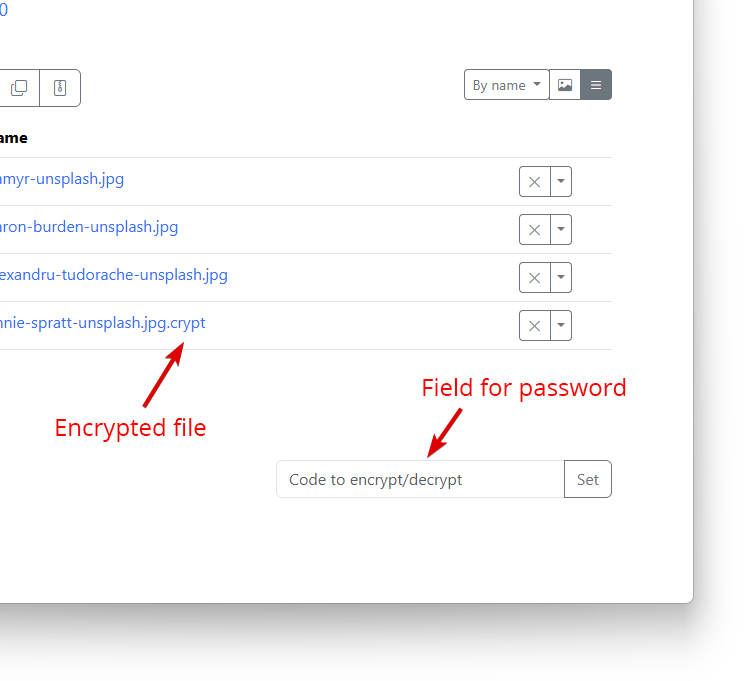 0
By name
ame
amyr-unsplash.jpg
aron-burden-unsplash.jpg
exandru-tudorache-unsplash.jpg
nnie-spratt-unsplash.jpg.crypt
Field for password
Encrypted file
Code to encrypt/decrypt
Set